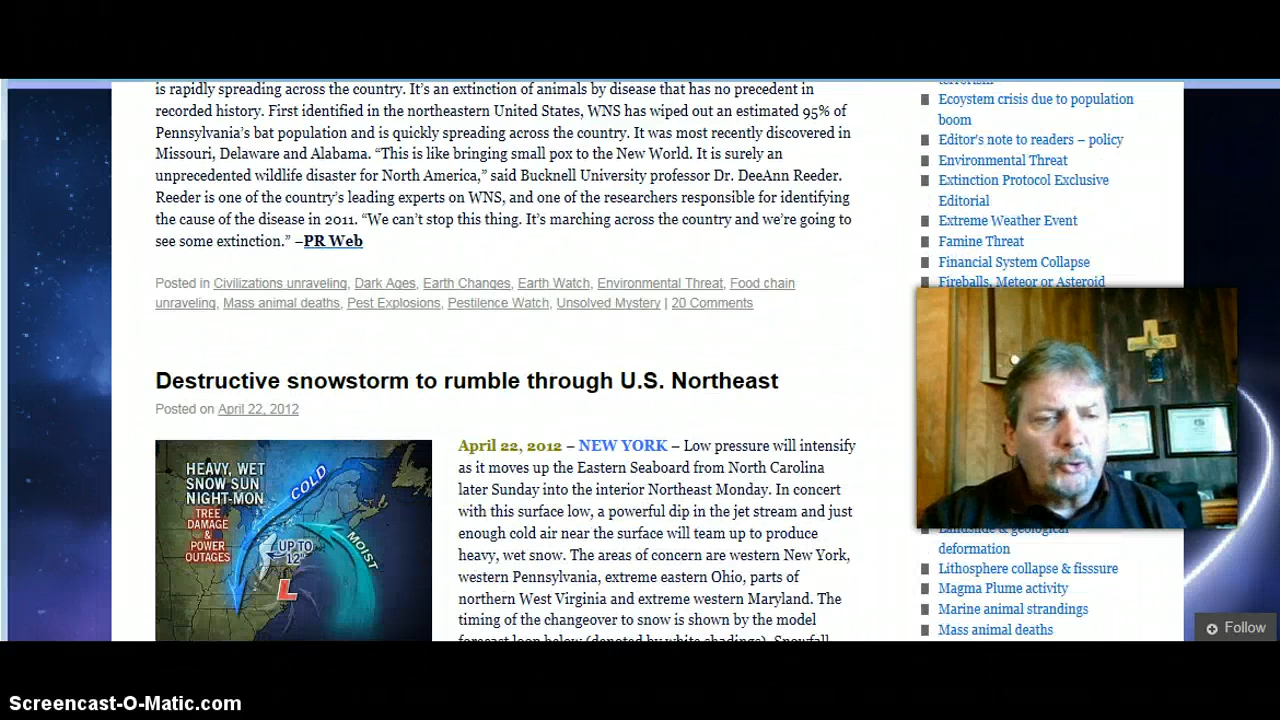 is rapidly spreading across the country. It's an extinction of animals by disease that has no precedent in
recorded history. First identified in the northeastern United States, WNS has wiped out an estimated 95% of
Pennsylvania's bat population and is quickly spreading across the country. It was most recently discovered in
Missouri, Delaware and Alabama. “This is like bringing small pox to the New World. It is surely an
unprecedented wildlife disaster for North America,” said Bucknell University professor Dr. DeeAnn Reeder.
Reeder is one of the country's leading experts on WNS, and one of the researchers responsible for identifying
the cause of the disease in 2011. “We can't stop this thing. It's marching across the country and we're going to
see some extinction.” –PR Web
Posted in Civilizations unraveling, Dark Ages, Earth Changes, Earth Watch, Environmental Threat, Food chain
unraveling, Mass animal deaths, Pest Explosions, Pestilence Watch, Unsolved Mystery | 20 Comments
Destructive snowstorm to rumble through U.S. Northeast
Posted on April 22, 2012
HEAVY, WET
SNOW SUN
NIGHT-MON
TREE
DAMAGE
&
POWER
OUTAGES
COLD
UP TO
12"
MOIST
L
April 22, 2012 – NEW YORK – Low pressure will intensify
as it moves up the Eastern Seaboard from North Carolina
later Sunday into the interior Northeast Monday. In concert
with this surface low, a powerful dip in the jet stream and just
enough cold air near the surface will team up to produce
heavy, wet snow. The areas of concern are western New York,
western Pennsylvania, extreme eastern Ohio, parts of
northern West Virginia and extreme western Maryland. The
timing of the changeover to snow is shown by the model
forecast loop below (denoted by white shadings). Snowfall
terrorism
Ecoystem crisis due to population
boom
Editor's note to readers – policy
Environmental Threat
Extinction Protocol Exclusive
Editorial
Extreme Weather Event
Famine Threat
Financial System Collapse
Fireballs, Meteor or Asteroid
Landslide & geological
deformation
Lithosphere collapse & fisssure
Magma Plume activity
Marine animal strandings
Mass animal deaths
Follow
Screencast-O-Matic.com